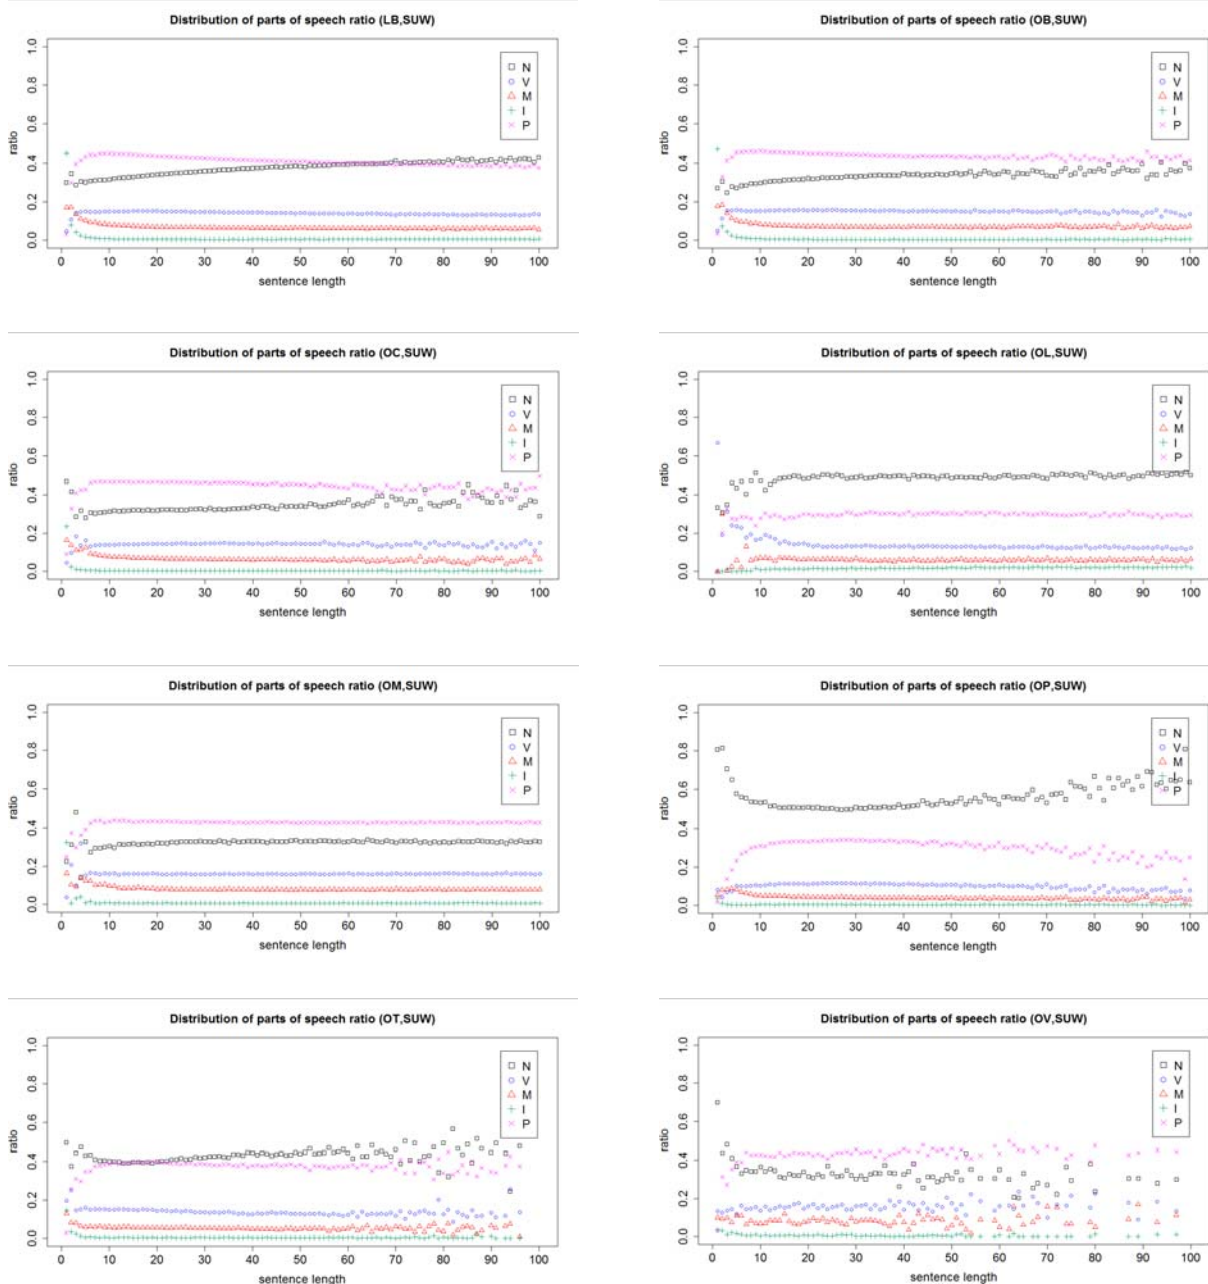 Distribution of parts of speech ratio (LB,SUW)
ratio
0.0 0.2 0.4 0.6 0.8 1.0
N
V
M
I
P
0 10 20 30 40 50 60 70 80 90 100
sentence length
Distribution of parts of speech ratio (OB,SUW)
ratio
0.0 0.2 0.4 0.6 0.8 1.0
N
V
M
I
P
0 10 20 30 40 50 60 70 80 90 100
sentence length
Distribution of parts of speech ratio (OC,SUW)
ratio
0.0 0.2 0.4 0.6 0.8 1.0
N
V
M
I
P
0 10 20 30 40 50 60 70 80 90 100
sentence length
Distribution of parts of speech ratio (OL,SUW)
ratio
0.0 0.2 0.4 0.6 0.8 1.0
N
V
M
I
P
0 10 20 30 40 50 60 70 80 90 100
sentence length
Distribution of parts of speech ratio (OM,SUW)
ratio
0.0 0.2 0.4 0.6 0.8 1.0
N
V
M
I
P
0 10 20 30 40 50 60 70 80 90 100
sentence length
Distribution of parts of speech ratio (OP,SUW)
ratio
0.0 0.2 0.4 0.6 0.8 1.0
N
V
M
I
P
0 10 20 30 40 50 60 70 80 90 100
sentence length
Distribution of parts of speech ratio (OT,SUW)
ratio
0.0 0.2 0.4 0.6 0.8 1.0
N
V
M
I
P
0 10 20 30 40 50 60 70 80 90 100
sentence length
Distribution of parts of speech ratio (OV,SUW)
ratio
0.0 0.2 0.4 0.6 0.8 1.0
N
V
M
I
P
0 10 20 30 40 50 60 70 80 90 100
sentence length